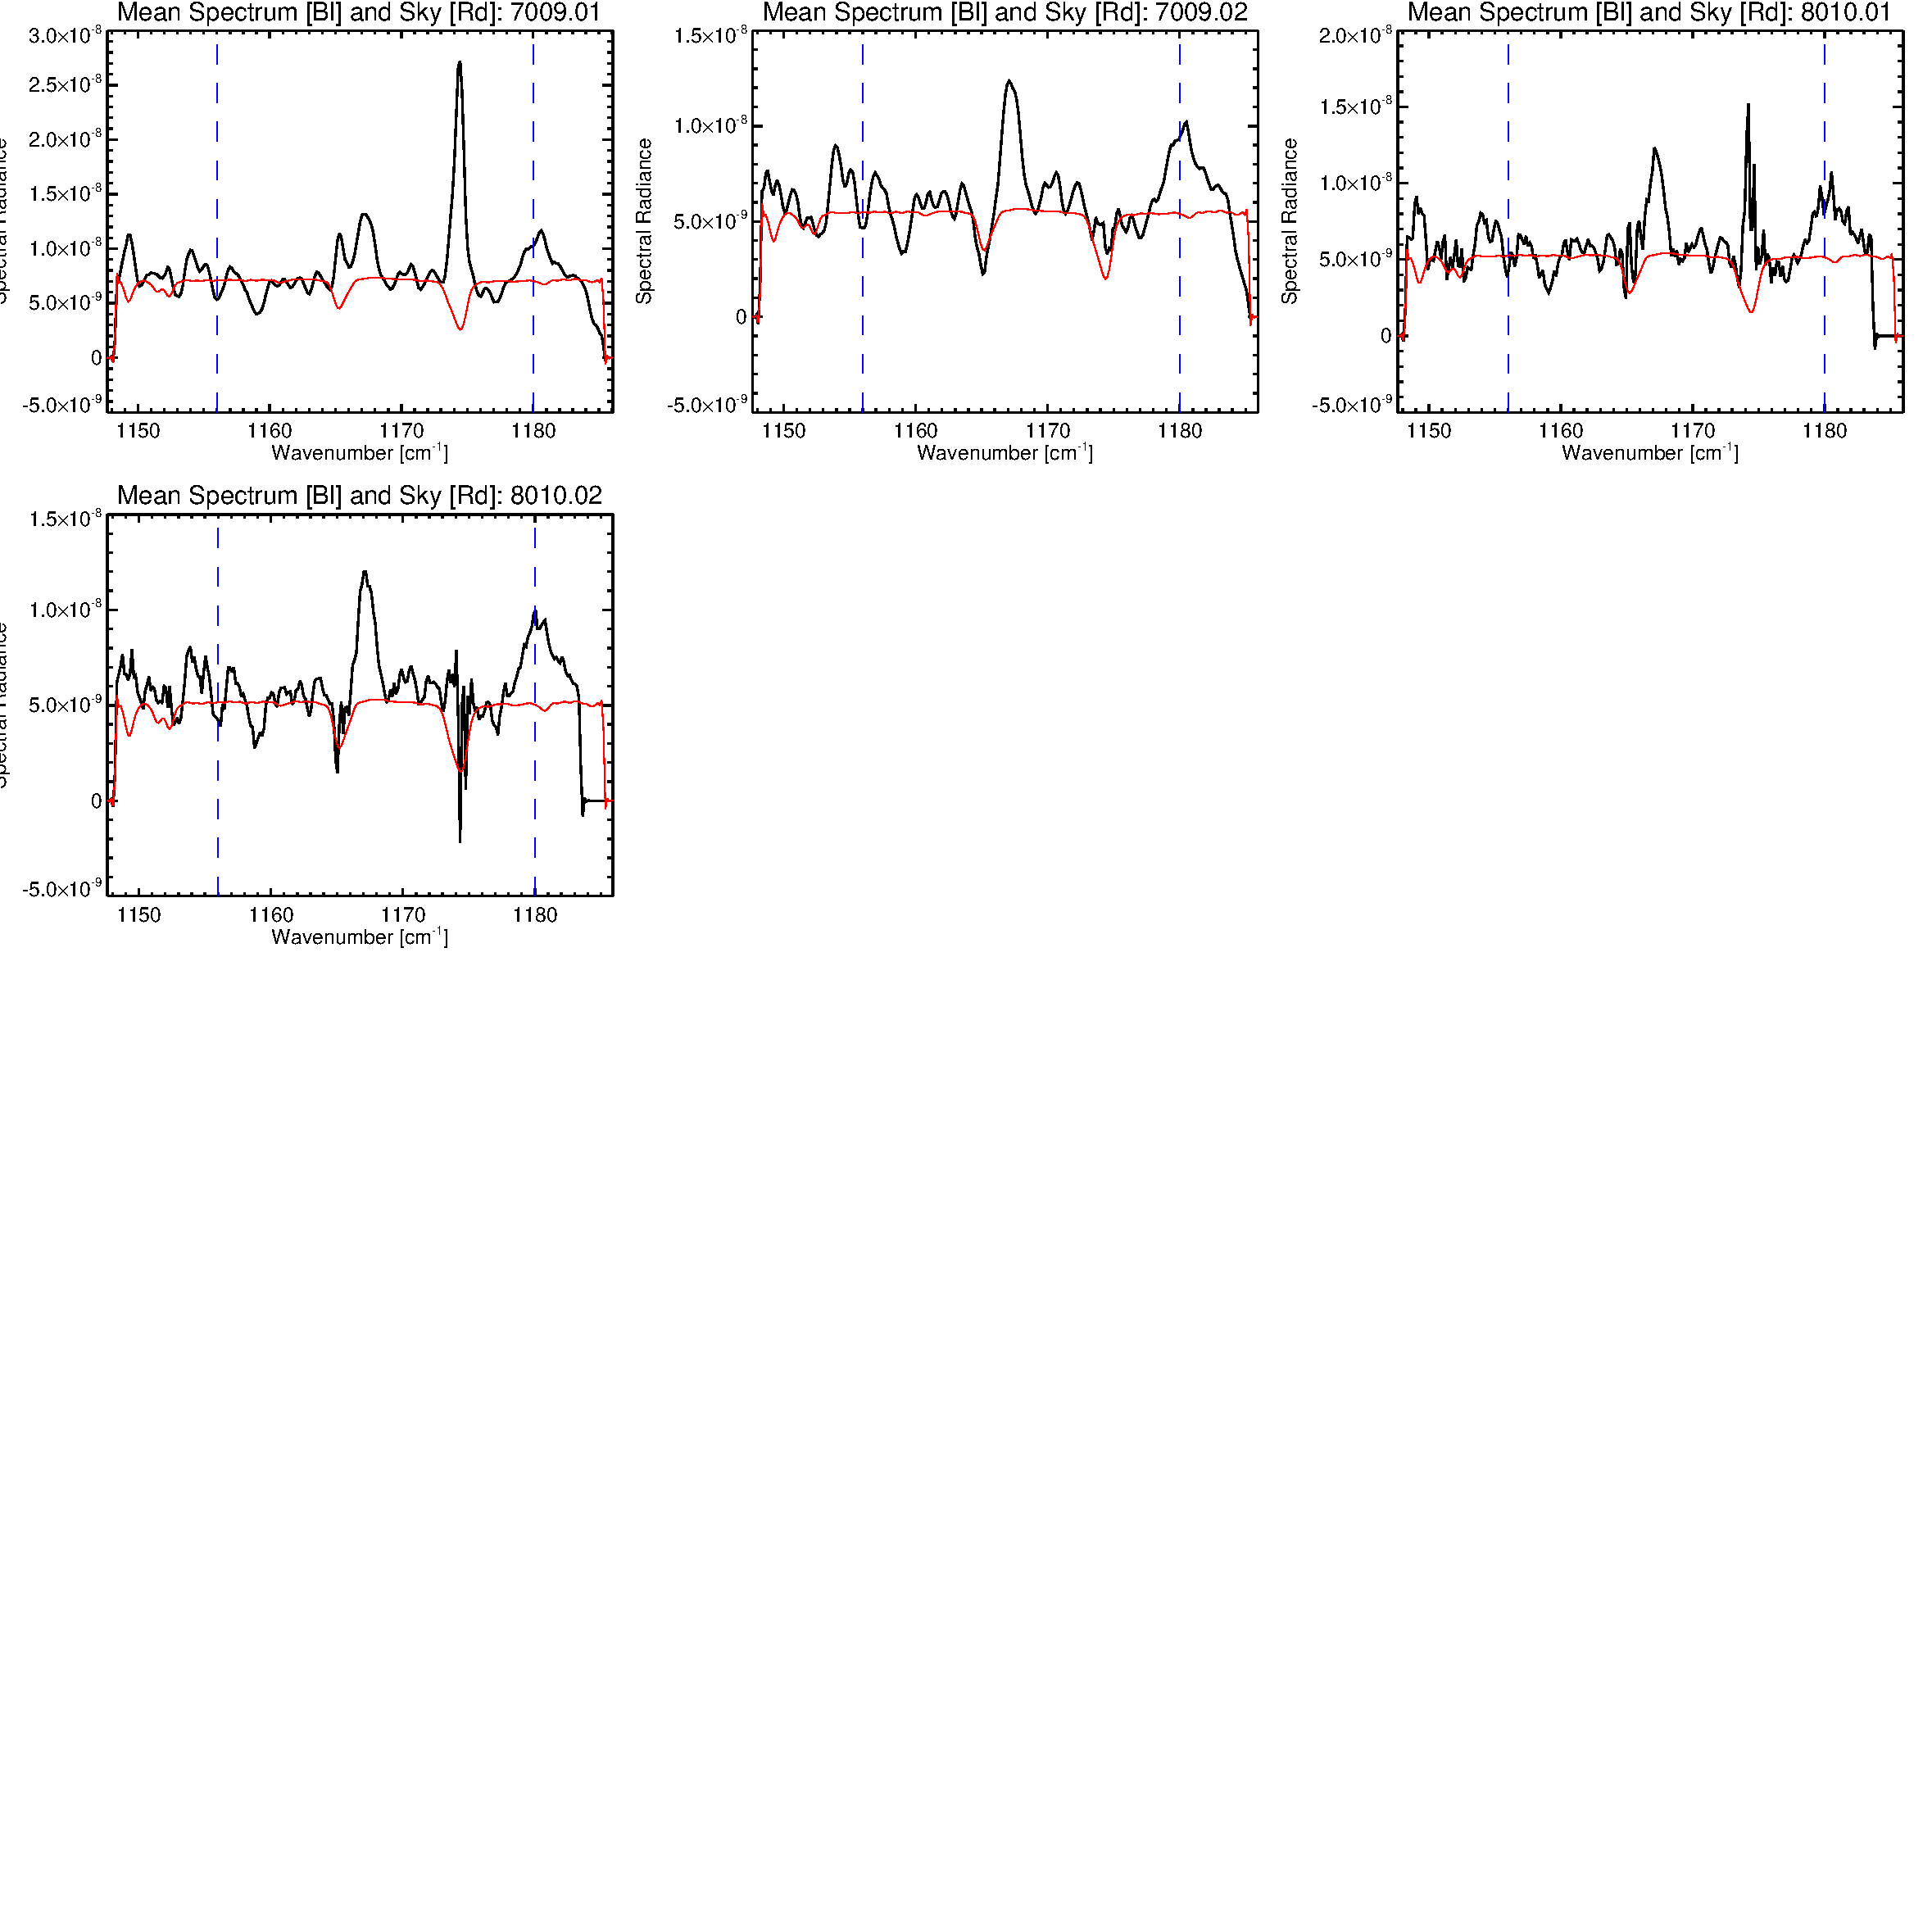 Mean Spectrum [Bl] and Sky [Rd]: 7009.01
3.0×10⁻⁸
2.5×10⁻⁸
2.0×10⁻⁸
1.5×10⁻⁸
1.0×10⁻⁸
5.0×10⁻⁹
0
-5.0×10⁻⁹
1150 1160 1170 1180
Wavenumber [cm⁻¹]
Mean Spectrum [Bl] and Sky [Rd]: 7009.02
Spectral Radiance
1.5×10⁻⁸
1.0×10⁻⁸
5.0×10⁻⁹
0
-5.0×10⁻⁹
1150 1160 1170 1180
Wavenumber [cm⁻¹]
Mean Spectrum [Bl] and Sky [Rd]: 8010.01
Spectral Radiance
2.0×10⁻⁸
1.5×10⁻⁸
1.0×10⁻⁸
5.0×10⁻⁹
0
-5.0×10⁻⁹
1150 1160 1170 1180
Wavenumber [cm⁻¹]
Mean Spectrum [Bl] and Sky [Rd]: 8010.02
1.5×10⁻⁸
1.0×10⁻⁸
5.0×10⁻⁹
0
-5.0×10⁻⁹
1150 1160 1170 1180
Wavenumber [cm⁻¹]